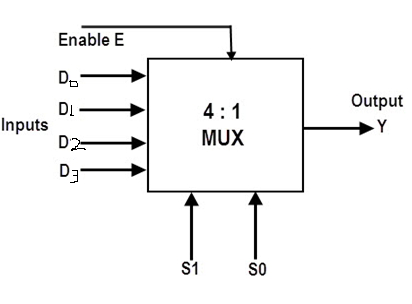 Enable E
D0
D1
Inputs
D2
D3
4 : 1
MUX
Output
Y
S1
S0